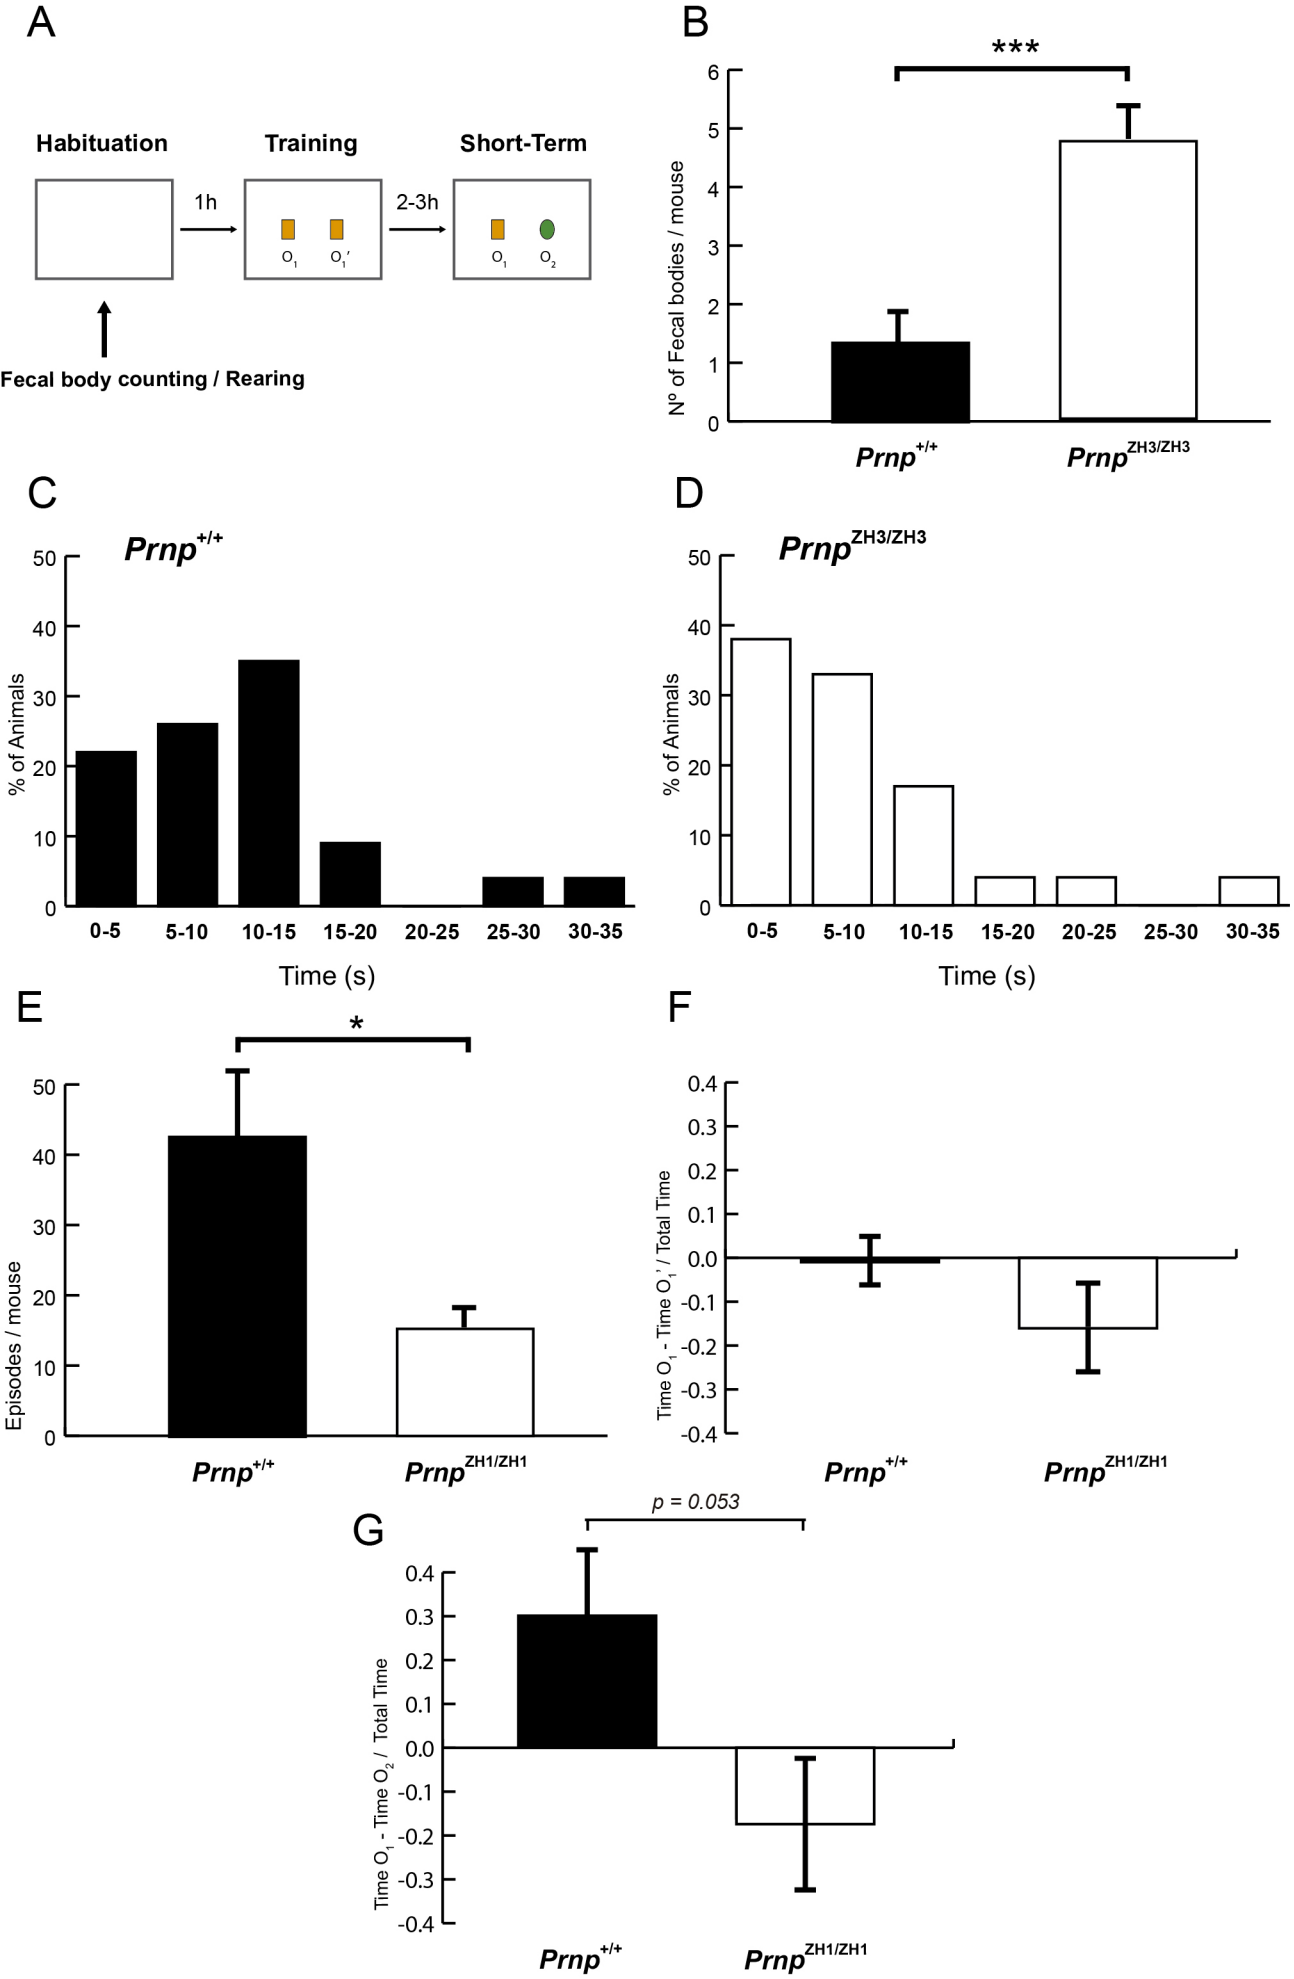 A
Habituation
Training
Short-Term
1h
2-3h
O1
O1’
O1
O2
Fecal body counting / Rearing
B
***
Nº of Fecal bodies / mouse
6
5
4
3
2
1
0
Prnp+/+
PrnpZH3/ZH3
C
Prnp+/+
% of Animals
50
40
30
20
10
0
0-5 5-10 10-15 15-20 20-25 25-30 30-35
Time (s)
D
PrnpZH3/ZH3
% of Animals
50
40
30
20
10
0
0-5 5-10 10-15 15-20 20-25 25-30 30-35
Time (s)
E
*
Episodes / mouse
50
40
30
20
10
0
Prnp+/+
PrnpZH1/ZH1
F
Time O1 - Time O1’ / Total Time
0.4
0.3
0.2
0.1
0.0
-0.1
-0.2
-0.3
-0.4
Prnp+/+
PrnpZH1/ZH1
G
p = 0.053
Time O1 - Time O2 / Total Time
0.4
0.3
0.2
0.1
0.0
-0.1
-0.2
-0.3
-0.4
Prnp+/+
PrnpZH1/ZH1